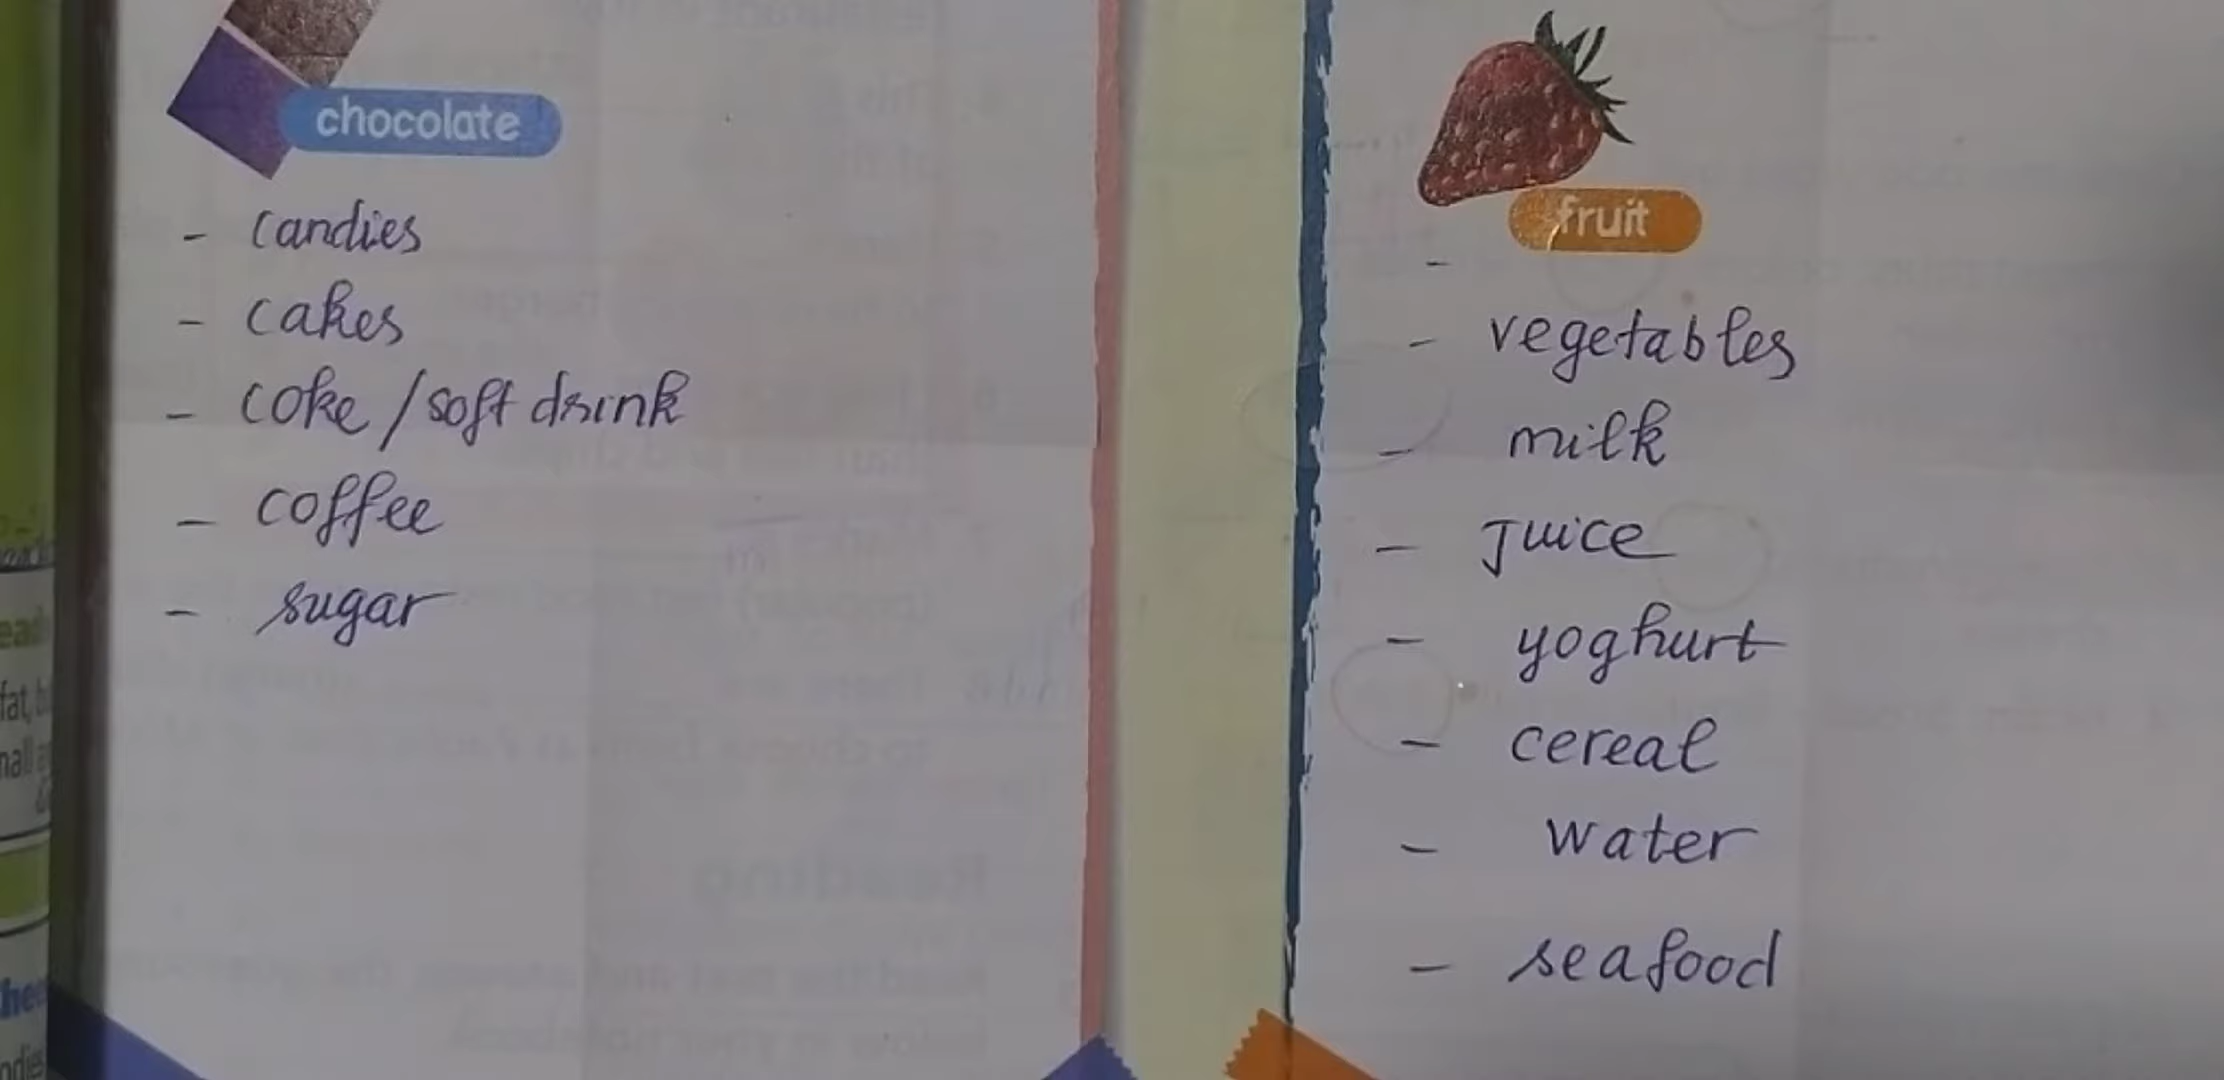 chocolate
- candies
- cakes
- coke / soft drink
- coffee
- sugar
fruit
-
- vegetables
- milk
- Juice
- yoghurt
- cereal
- water
- seafood